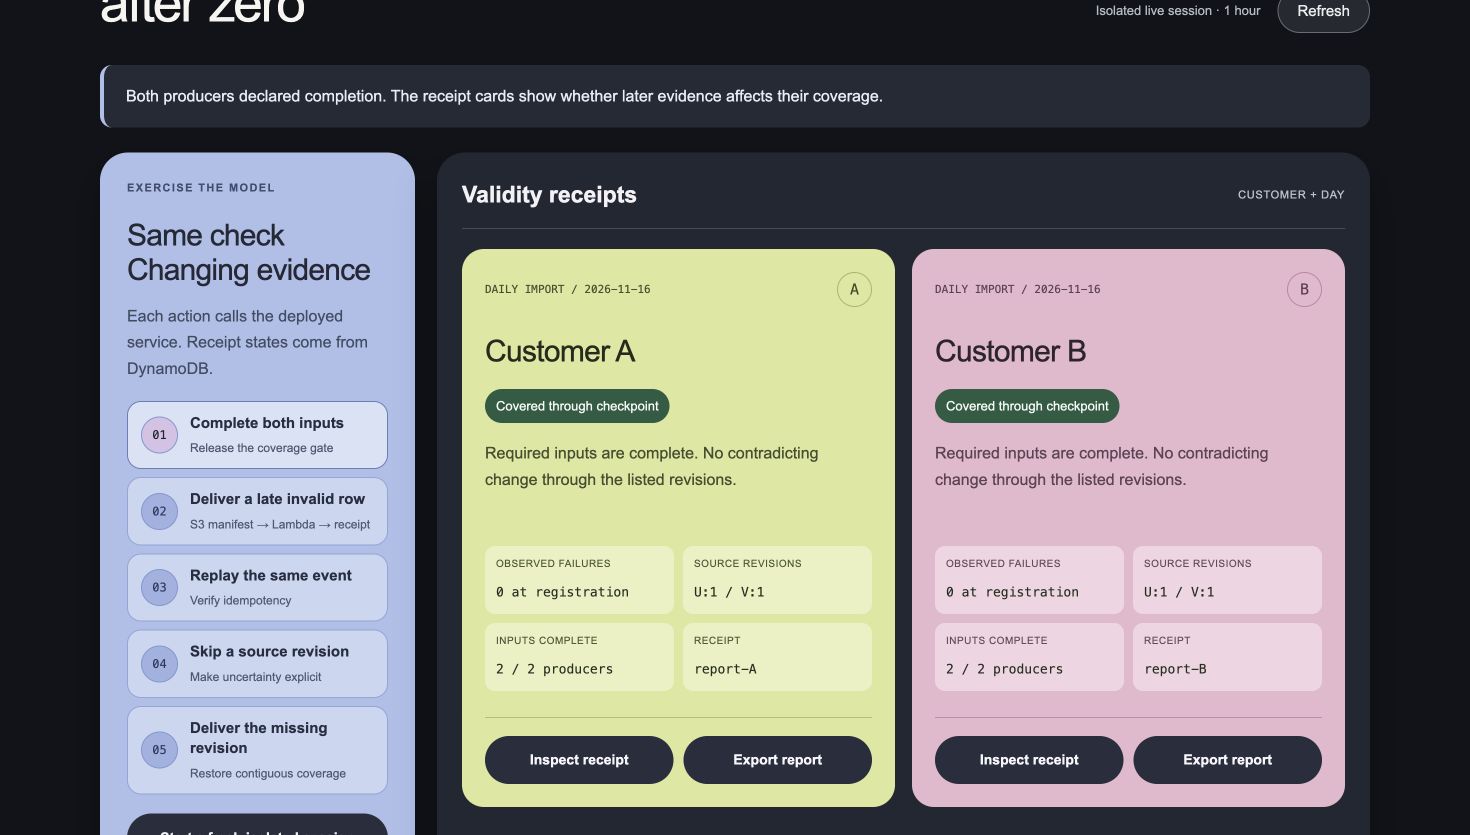 after zero
Isolated live session · 1 hour
Refresh
Both producers declared completion. The receipt cards show whether later evidence affects their coverage.
EXERCISE THE MODEL
Same check
Changing evidence
Each action calls the deployed
service. Receipt states come from
DynamoDB.
01
Complete both inputs
Release the coverage gate
02
Deliver a late invalid row
S3 manifest → Lambda → receipt
03
Replay the same event
Verify idempotency
04
Skip a source revision
Make uncertainty explicit
05
Deliver the missing
revision
Restore contiguous coverage
Validity receipts
CUSTOMER + DAY
DAILY IMPORT / 2026-11-16
A
Customer A
Covered through checkpoint
Required inputs are complete. No contradicting
change through the listed revisions.
OBSERVED FAILURES
0 at registration
SOURCE REVISIONS
U:1 / V:1
INPUTS COMPLETE
2 / 2 producers
RECEIPT
report-A
Inspect receipt
Export report
DAILY IMPORT / 2026-11-16
B
Customer B
Covered through checkpoint
Required inputs are complete. No contradicting
change through the listed revisions.
OBSERVED FAILURES
0 at registration
SOURCE REVISIONS
U:1 / V:1
INPUTS COMPLETE
2 / 2 producers
RECEIPT
report-B
Inspect receipt
Export report